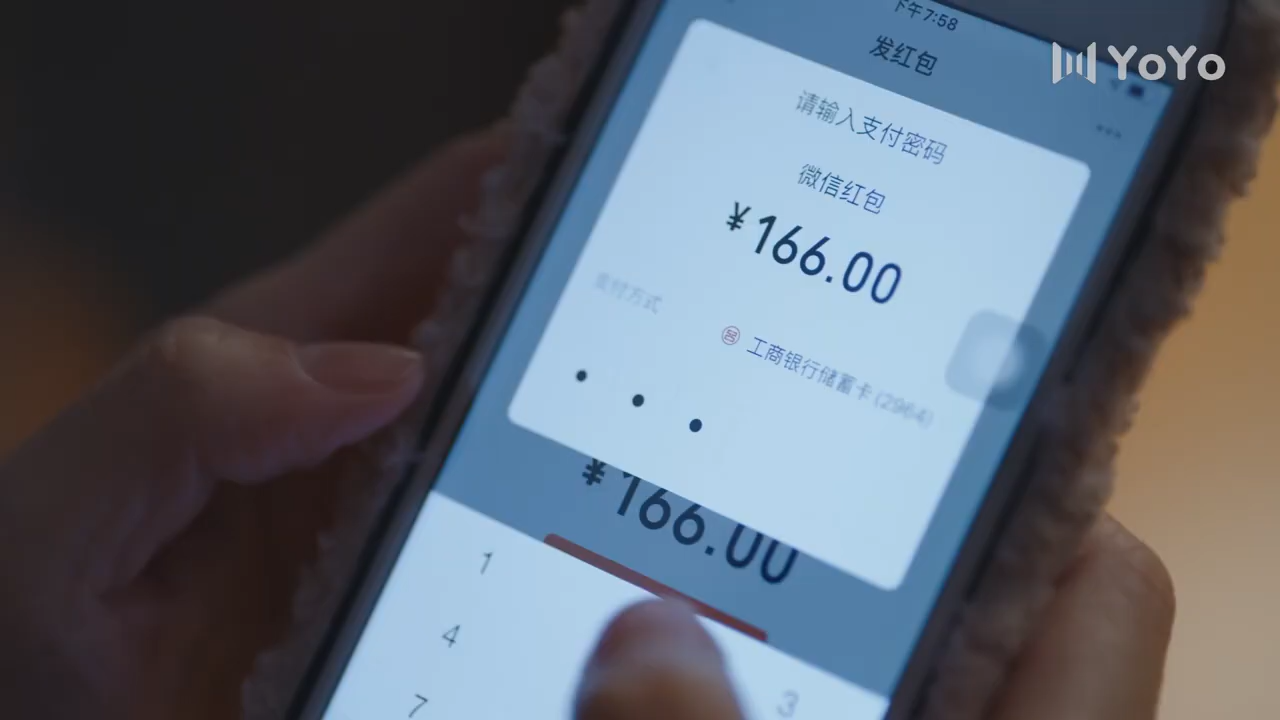 下午7:58
发红包
YoYo
请输入支付密码
微信红包
¥166.00
支付方式
工商银行储蓄卡(2964)
¥166.00
1
4
3
7